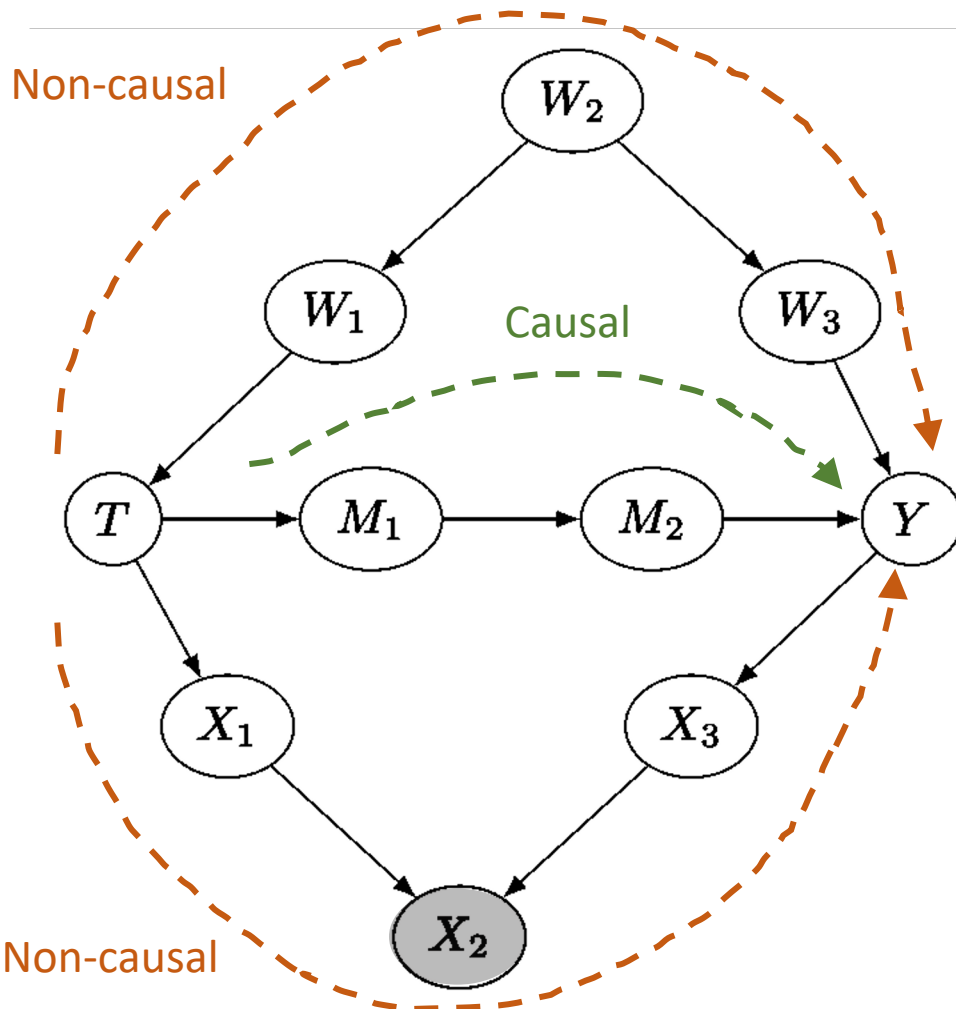 Non-causal
W₂
W₁
Causal
W₃
T
M₁
M₂
Y
X₁
X₃
X₂
Non-causal